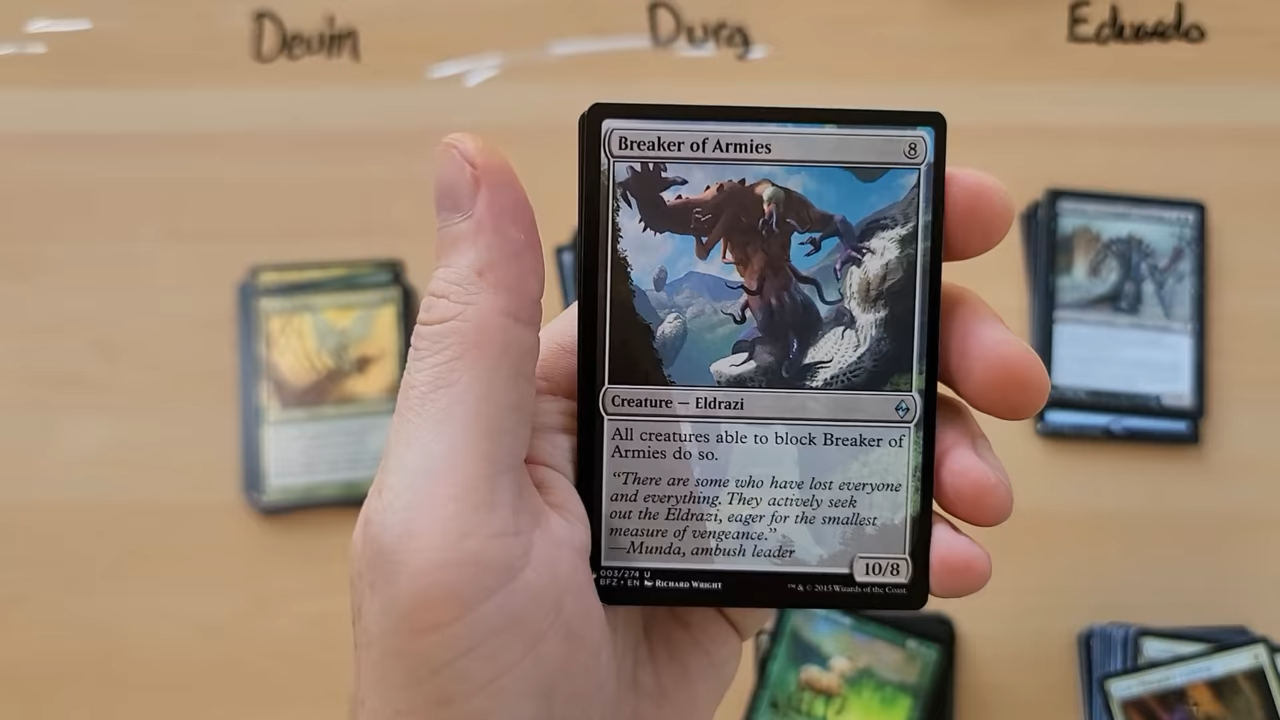 Devin
Durg
Eduardo
Breaker of Armies 8
Creature — Eldrazi
All creatures able to block Breaker of
Armies do so.
“There are some who have lost everyone
and everything. They actively seek
out the Eldrazi, eager for the smallest
measure of vengeance.”
—Munda, ambush leader
10/8
003/274 U
BFZ • EN Richard Wright
™ & © 2015 Wizards of the Coast